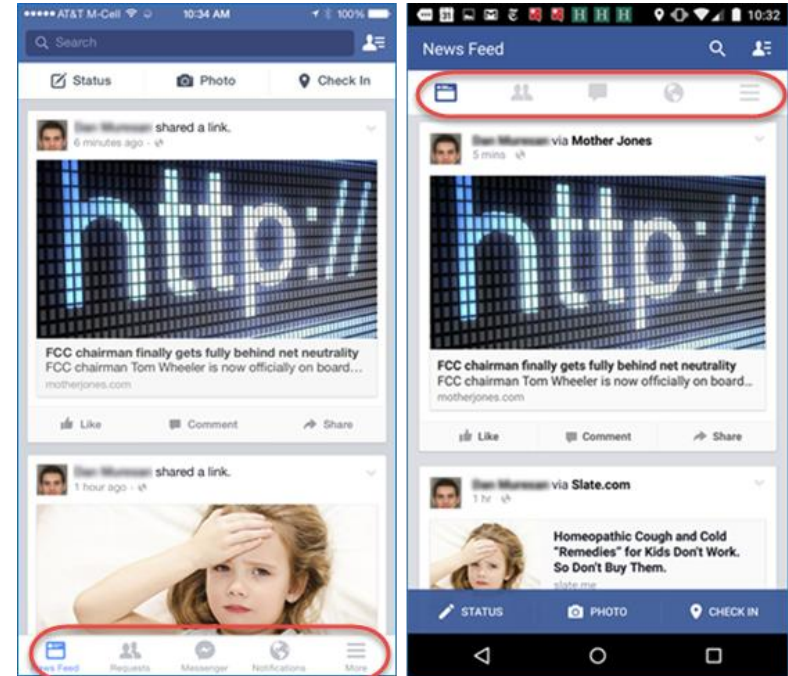 AT&T M-Cell 10:34 AM 100%
Search
Status Photo Check In
shared a link.
6 minutes ago
http://
FCC chairman finally gets fully behind net neutrality
FCC chairman Tom Wheeler is now officially on board...
motherjones.com
Like Comment Share
shared a link.
1 hour ago
News Feed Requests Messenger Notifications More
31 H H H 10:32
News Feed
via Mother Jones
5 mins
http://
FCC chairman finally gets fully behind net neutrality
FCC chairman Tom Wheeler is now officially on board...
motherjones.com
Like Comment Share
via Slate.com
1 hr
Homeopathic Cough and Cold
"Remedies" for Kids Don't Work.
So Don't Buy Them.
slate.me
STATUS PHOTO CHECK IN